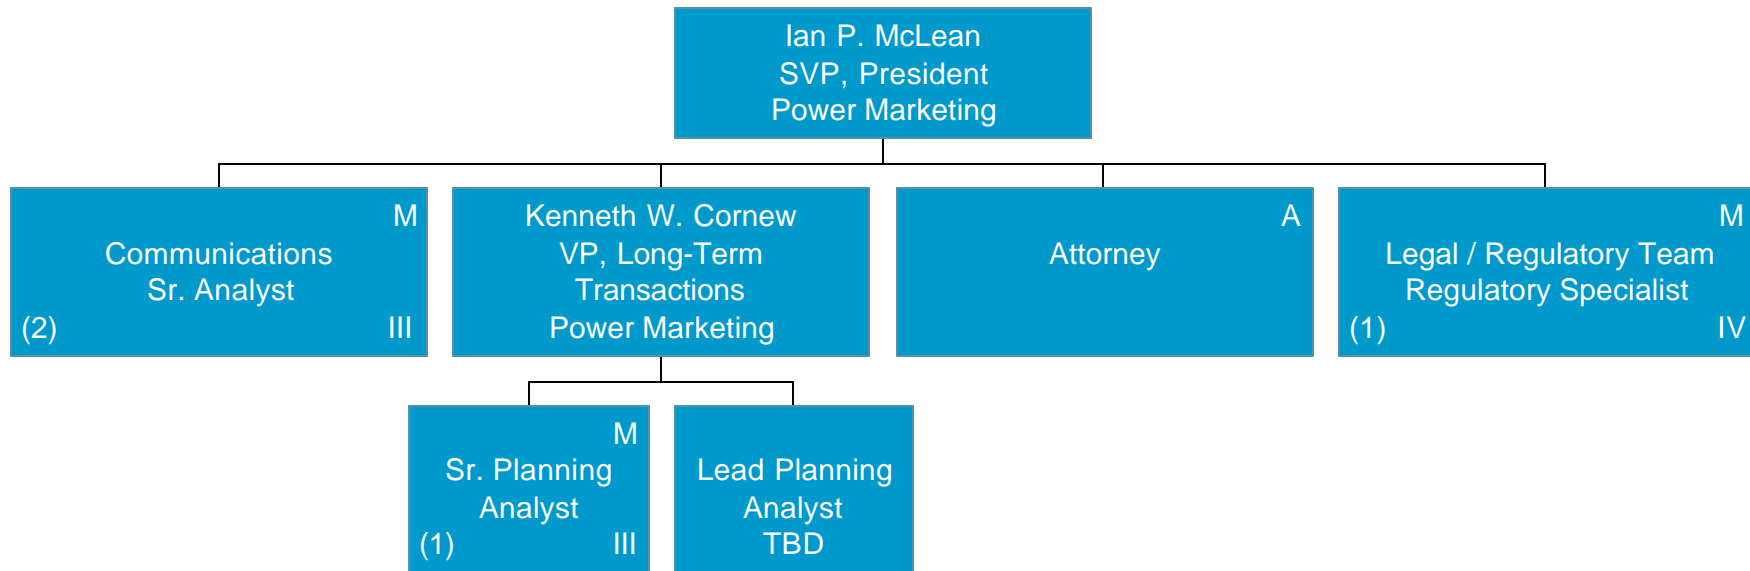 Ian P. McLean
SVP, President
Power Marketing
M
Communications
Sr. Analyst
(2) III
Kenneth W. Cornew
VP, Long-Term
Transactions
Power Marketing
A
Attorney
M
Legal / Regulatory Team
Regulatory Specialist
(1) IV
M
Sr. Planning
Analyst
(1) III
Lead Planning
Analyst
TBD